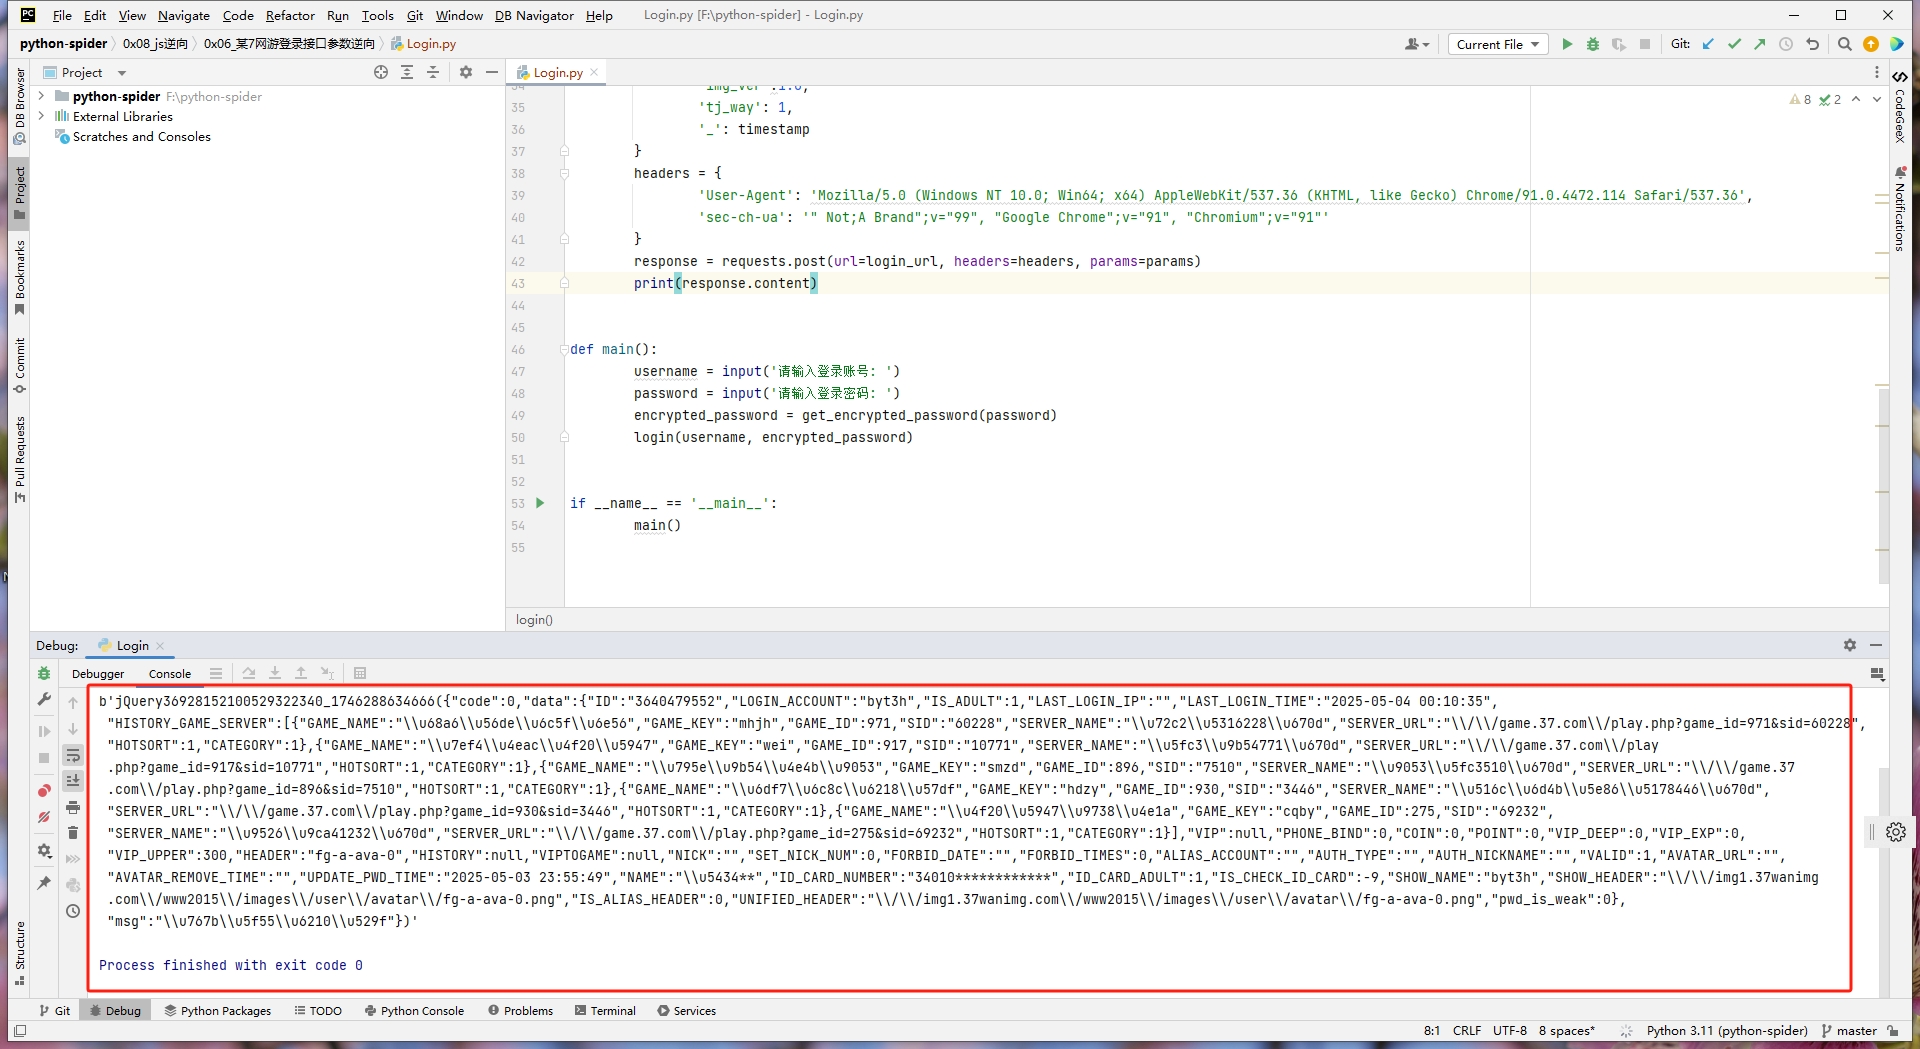 File Edit View Navigate Code Refactor Run Tools Git Window DB Navigator Help Login.py [F:\python-spider] - Login.py
python-spider 0x08_js逆向 0x06_某7网游登录接口参数逆向 Login.py Current File Git:
Project
python-spider F:\python-spider
External Libraries
Scratches and Consoles
DB Browser
Project
Bookmarks
Commit
Pull Requests
Structure
Login.py
8 2
CodeGeeX
Notifications
34 'img_ver':1.0,
35 'tj_way': 1,
36 '_': timestamp
37 }
38 headers = {
39 'User-Agent': 'Mozilla/5.0 (Windows NT 10.0; Win64; x64) AppleWebKit/537.36 (KHTML, like Gecko) Chrome/91.0.4472.114 Safari/537.36',
40 'sec-ch-ua': '" Not;A Brand";v="99", "Google Chrome";v="91", "Chromium";v="91"'
41 }
42 response = requests.post(url=login_url, headers=headers, params=params)
43 print(response.content)
44
45
46 def main():
47 username = input('请输入登录账号: ')
48 password = input('请输入登录密码: ')
49 encrypted_password = get_encrypted_password(password)
50 login(username, encrypted_password)
51
52
53 if __name__ == '__main__':
54 main()
55
login()
Debug: Login
Debugger Console
b'jQuery36928152100529322340_1746288634666({"code":0,"data":{"ID":"3640479552","LOGIN_ACCOUNT":"byt3h","IS_ADULT":1,"LAST_LOGIN_IP":"","LAST_LOGIN_TIME":"2025-05-04 00:10:35",
"HISTORY_GAME_SERVER":[{"GAME_NAME":"\\u68a6\\u56de\\u6c5f\\u6e56","GAME_KEY":"mhjh","GAME_ID":971,"SID":"60228","SERVER_NAME":"\\u72c2\\u5316228\\u670d","SERVER_URL":"\\/\\/game.37.com\\/play.php?game_id=971&sid=60228",
"HOTSORT":1,"CATEGORY":1},{"GAME_NAME":"\\u7ef4\\u4eac\\u4f20\\u5947","GAME_KEY":"wei","GAME_ID":917,"SID":"10771","SERVER_NAME":"\\u5fc3\\u9b54771\\u670d","SERVER_URL":"\\/\\/game.37.com\\/play
.php?game_id=917&sid=10771","HOTSORT":1,"CATEGORY":1},{"GAME_NAME":"\\u795e\\u9b54\\u4e4b\\u9053","GAME_KEY":"smzd","GAME_ID":896,"SID":"7510","SERVER_NAME":"\\u9053\\u5fc3510\\u670d","SERVER_URL":"\\/\\/game.37
.com\\/play.php?game_id=896&sid=7510","HOTSORT":1,"CATEGORY":1},{"GAME_NAME":"\\u6df7\\u6c8c\\u6218\\u57df","GAME_KEY":"hdzy","GAME_ID":930,"SID":"3446","SERVER_NAME":"\\u516c\\u6d4b\\u5e86\\u5178446\\u670d",
"SERVER_URL":"\\/\\/game.37.com\\/play.php?game_id=930&sid=3446","HOTSORT":1,"CATEGORY":1},{"GAME_NAME":"\\u4f20\\u5947\\u9738\\u4e1a","GAME_KEY":"cqby","GAME_ID":275,"SID":"69232",
"SERVER_NAME":"\\u9526\\u9ca41232\\u670d","SERVER_URL":"\\/\\/game.37.com\\/play.php?game_id=275&sid=69232","HOTSORT":1,"CATEGORY":1}],"VIP":null,"PHONE_BIND":0,"COIN":0,"POINT":0,"VIP_DEEP":0,"VIP_EXP":0,
"VIP_UPPER":300,"HEADER":"fg-a-ava-0","HISTORY":null,"VIPTOGAME":null,"NICK":"","SET_NICK_NUM":0,"FORBID_DATE":"","FORBID_TIMES":0,"ALIAS_ACCOUNT":"","AUTH_TYPE":"","AUTH_NICKNAME":"","VALID":1,"AVATAR_URL":"",
"AVATAR_REMOVE_TIME":"","UPDATE_PWD_TIME":"2025-05-03 23:55:49","NAME":"\\u5434**","ID_CARD_NUMBER":"34010*************","ID_CARD_ADULT":1,"IS_CHECK_ID_CARD":-9,"SHOW_NAME":"byt3h","SHOW_HEADER":"\\/\\/img1.37wanimg
.com\\/www2015\\/images\\/user\\/avatar\\/fg-a-ava-0.png","IS_ALIAS_HEADER":0,"UNIFIED_HEADER":"\\/\\/img1.37wanimg.com\\/www2015\\/images\\/user\\/avatar\\/fg-a-ava-0.png","pwd_is_weak":0},
"msg":"\\u767b\\u5f55\\u6210\\u529f"})'
Process finished with exit code 0
Git Debug Python Packages TODO Python Console Problems Terminal Services
8:1 CRLF UTF-8 8 spaces* Python 3.11 (python-spider) master